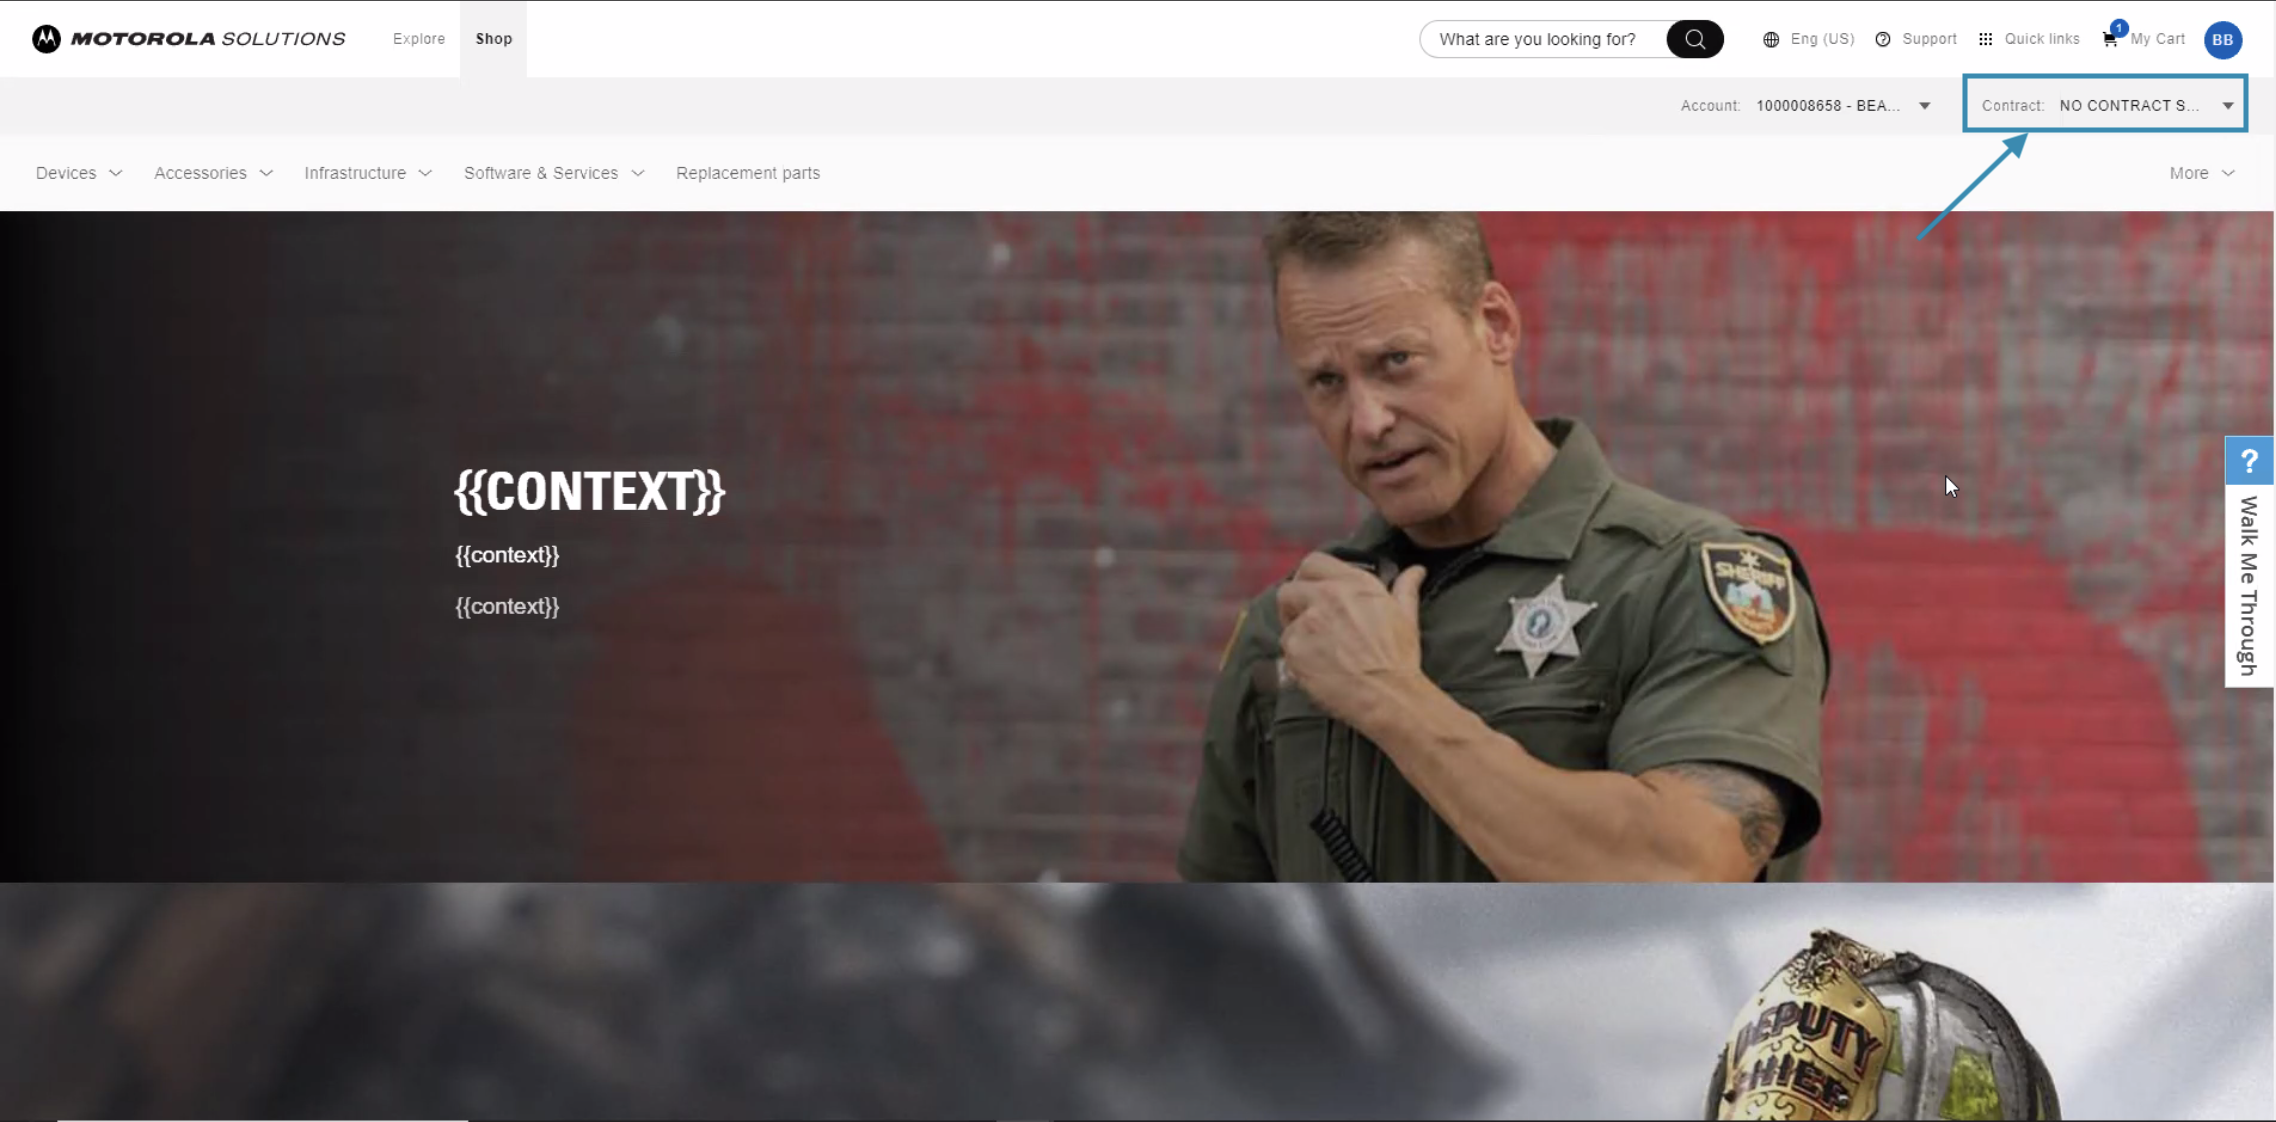 MOTOROLA SOLUTIONS
Explore
Shop
What are you looking for?
Eng (US)
Support
Quick links
1
My Cart
BB
Account: 1000008658 - BEA...
Contract: NO CONTRACT S...
Devices
Accessories
Infrastructure
Software & Services
Replacement parts
More
{{CONTEXT}}
{{context}}
{{context}}
SHERIFF
? Walk Me Through
DEPUTY
CHIEF